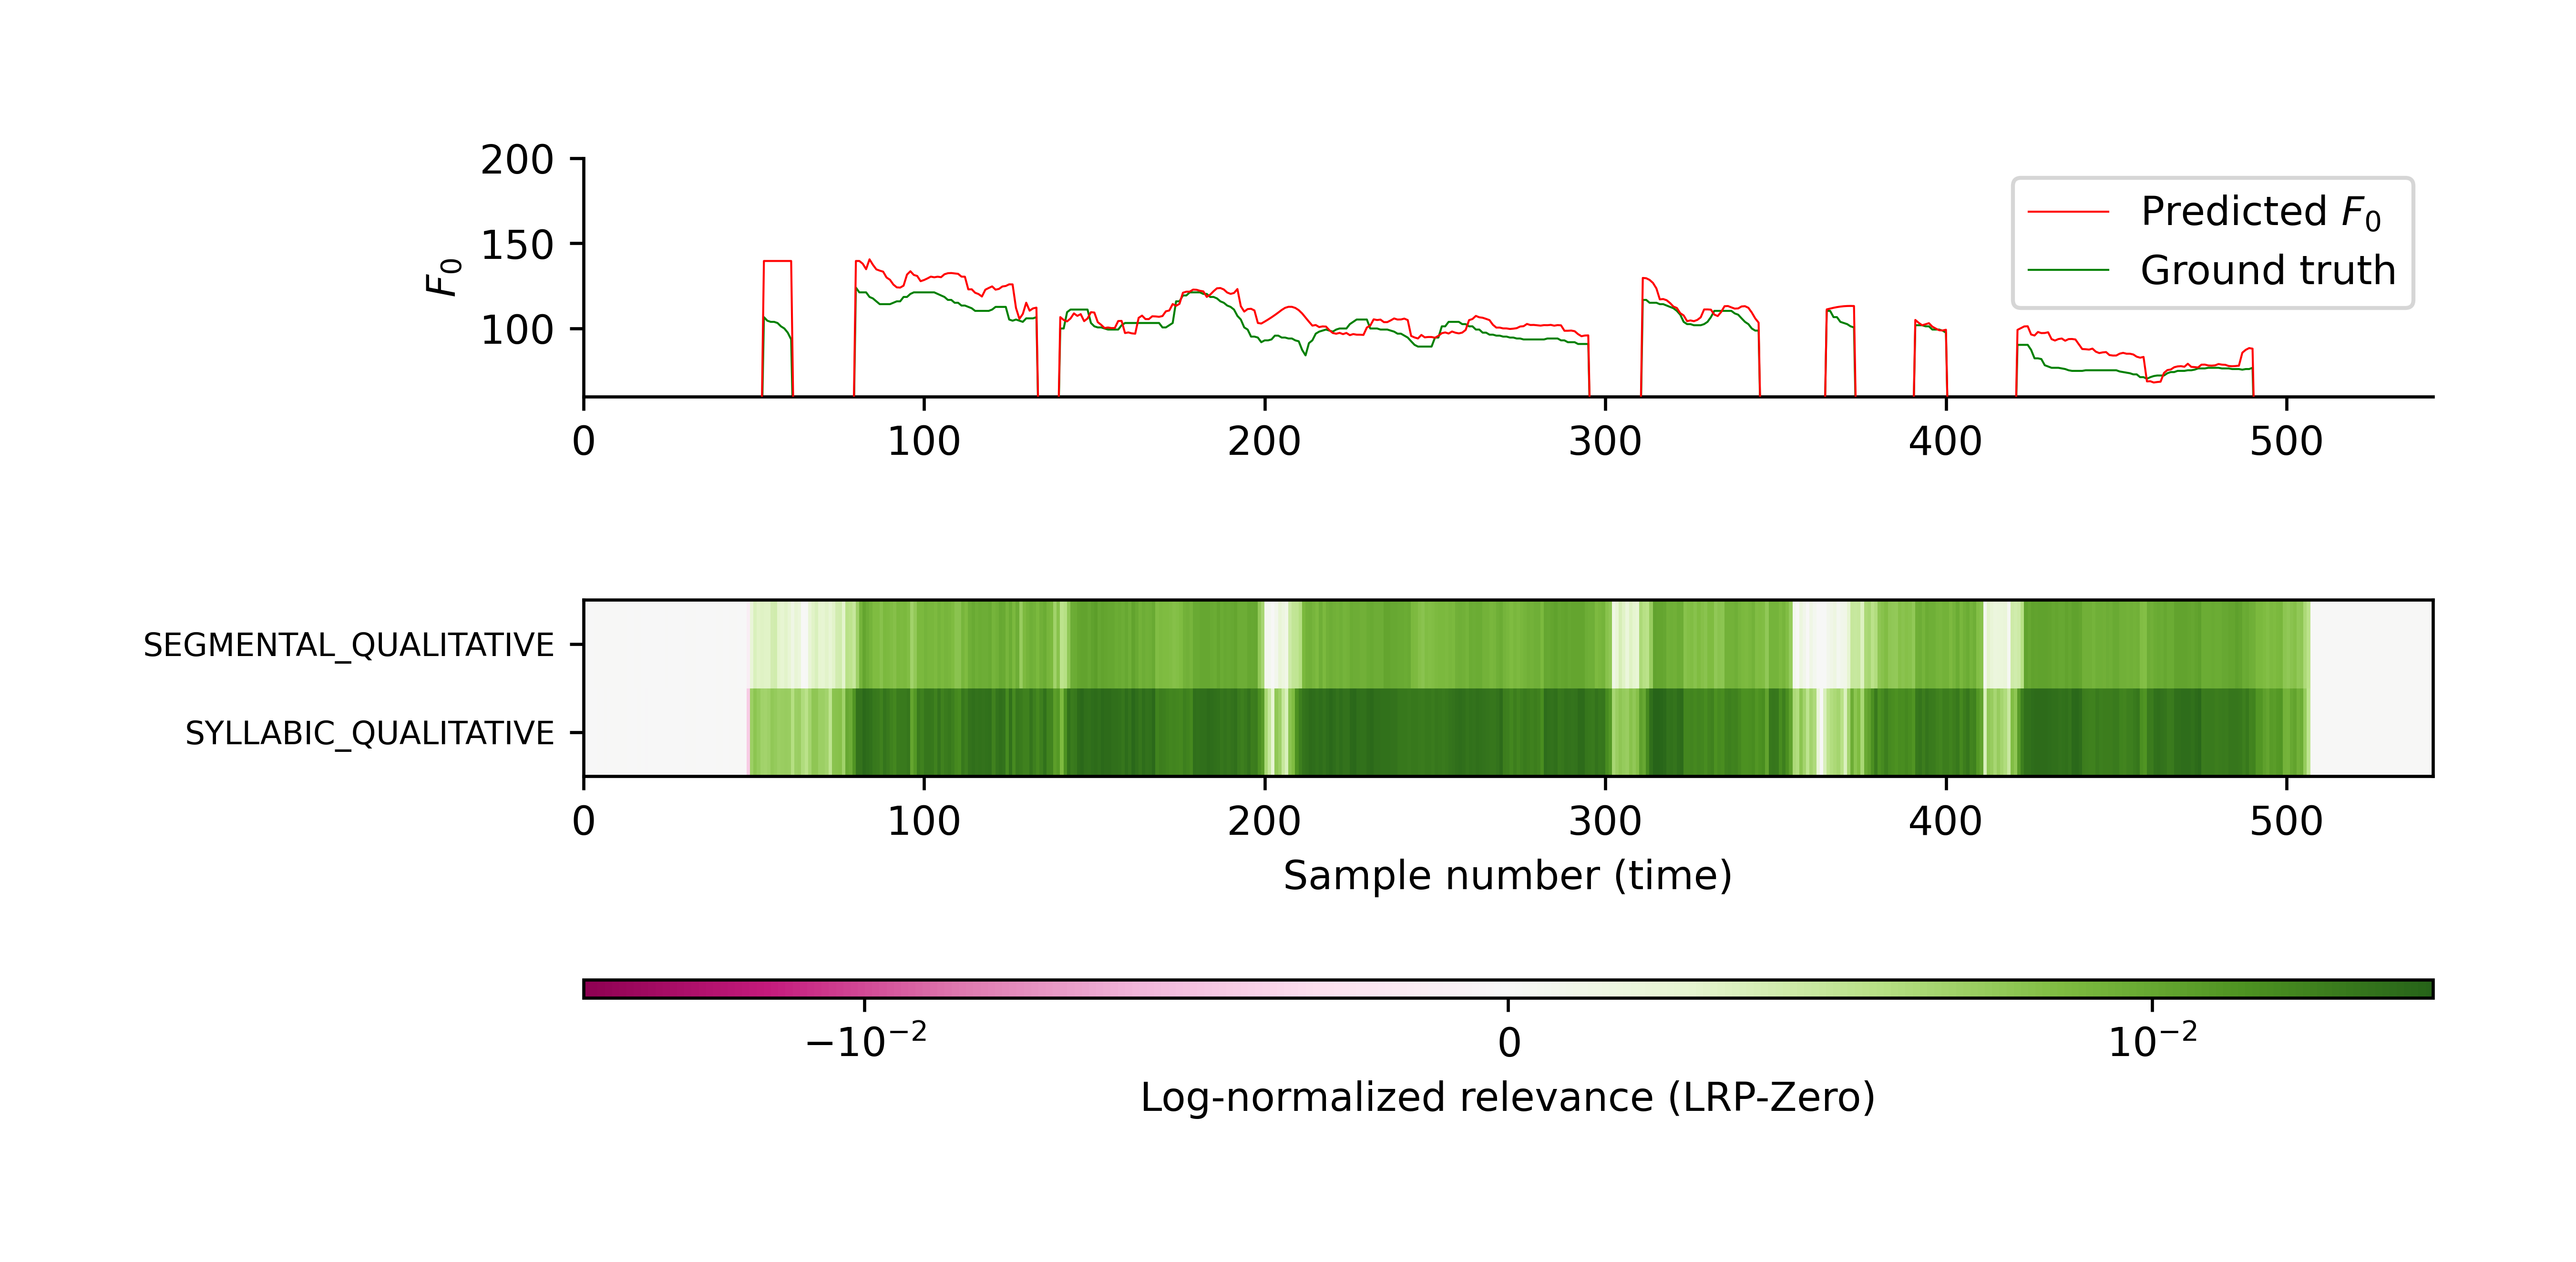 200
150
100
F₀
Predicted F₀
Ground truth
0 100 200 300 400 500
SEGMENTAL_QUALITATIVE
SYLLABIC_QUALITATIVE
0 100 200 300 400 500
Sample number (time)
−10⁻² 0 10⁻²
Log-normalized relevance (LRP-Zero)